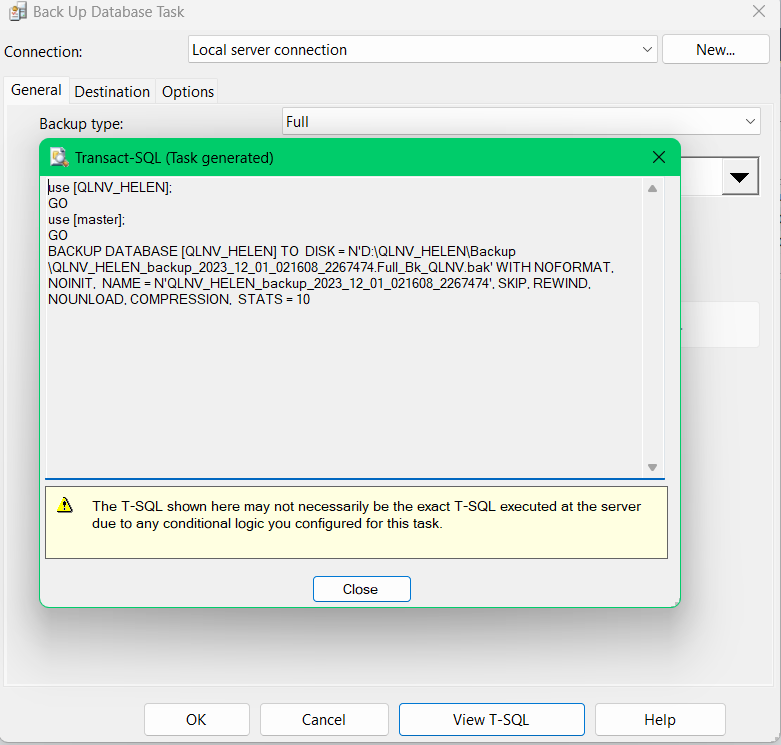 Back Up Database Task
Connection:
Local server connection
New...
General
Destination
Options
Backup type:
Full
Transact-SQL (Task generated)
use [QLNV_HELEN];
GO
use [master];
GO
BACKUP DATABASE [QLNV_HELEN] TO  DISK = N'D:\QLNV_HELEN\Backup
\QLNV_HELEN_backup_2023_12_01_021608_2267474.Full_Bk_QLNV.bak' WITH NOFORMAT,
NOINIT,  NAME = N'QLNV_HELEN_backup_2023_12_01_021608_2267474', SKIP, REWIND,
NOUNLOAD, COMPRESSION,  STATS = 10
The T-SQL shown here may not necessarily be the exact T-SQL executed at the server
due to any conditional logic you configured for this task.
Close
OK
Cancel
View T-SQL
Help